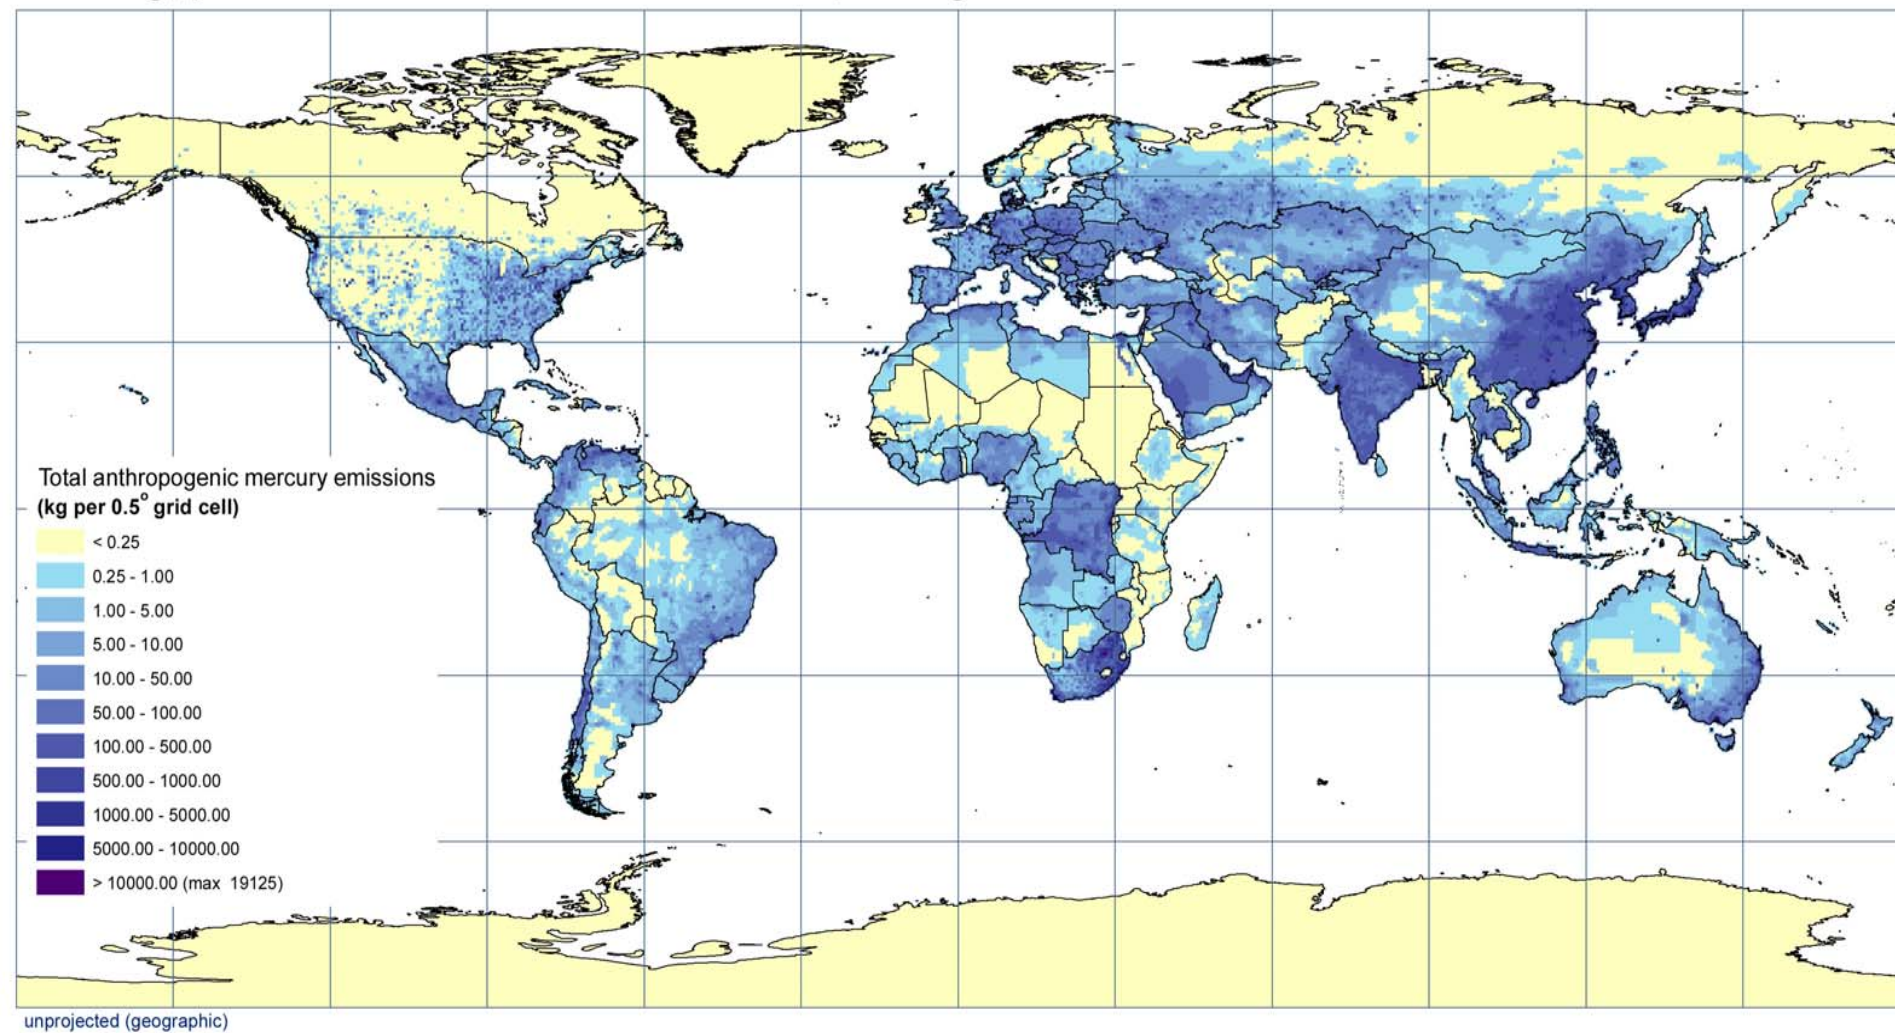 Total anthropogenic mercury emissions
(kg per 0.5° grid cell)
< 0.25
0.25 - 1.00
1.00 - 5.00
5.00 - 10.00
10.00 - 50.00
50.00 - 100.00
100.00 - 500.00
500.00 - 1000.00
1000.00 - 5000.00
5000.00 - 10000.00
> 10000.00 (max 19125)
unprojected (geographic)